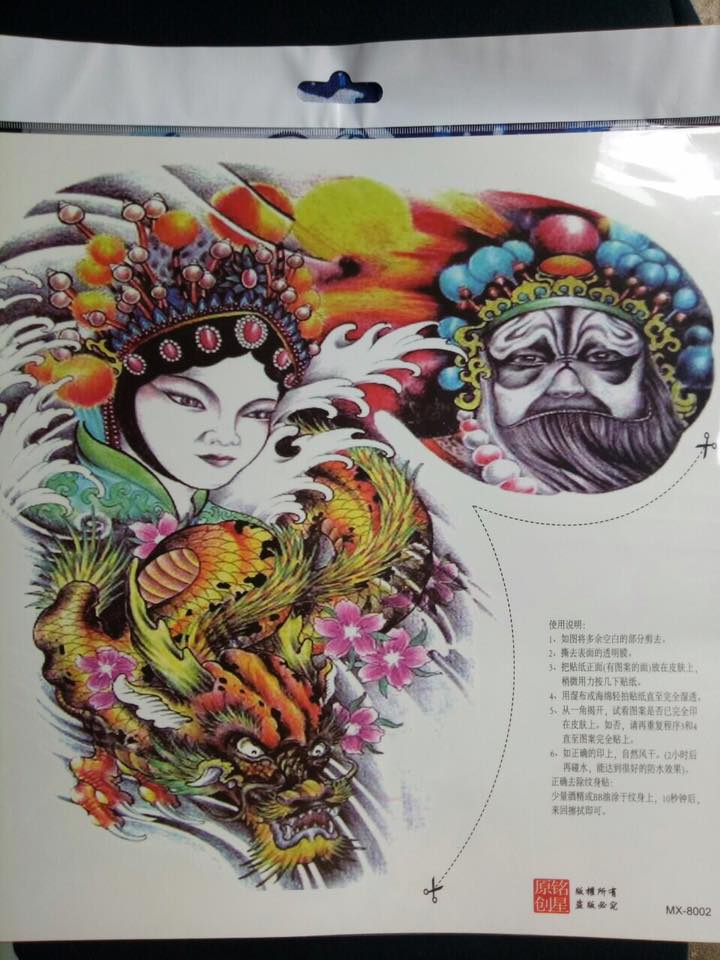 使用说明:
1、如图将多余空白的部分剪去。
2、撕去表面的透明膜。
3、把贴纸正面(有图案的面)放在皮肤上,
稍微用力按几下贴纸。
4、用湿布或海绵轻拍贴纸直至完全湿透。
5、从一角揭开,试看图案是否已完全印
在皮肤上。如否,请再重复程序3和4
直至图案完全贴上。
6、如正确的印上,自然风干。(2小时后
再碰水,能达到很好的防水效果)。
正确去除纹身贴:
少量酒精或BB油涂于纹身上,10秒钟后,
来回擦拭即可。
原铭
创星
版權所有
盗版必究
MX-8002